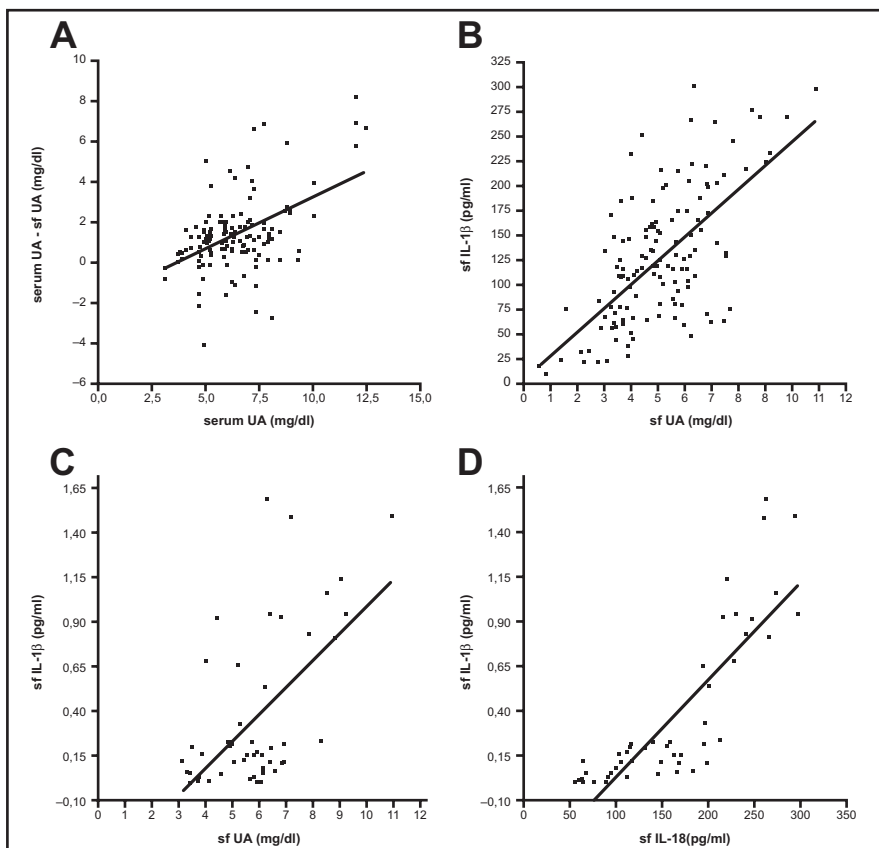 A
10
8
6
4
2
0
–2
–4
–6
0,0 2,5 5,0 7,5 10,0 12,5 15,0
serum UA (mg/dl)
serum UA - sf UA (mg/dl)
B
325
300
275
250
225
200
175
150
125
100
75
50
25
0
0 1 2 3 4 5 6 7 8 9 10 11 12
sf UA (mg/dl)
sf IL-1β (pg/ml)
C
1,65
1,40
1,15
0,90
0,65
0,40
0,15
–0,10
0 1 2 3 4 5 6 7 8 9 10 11 12
sf UA (mg/dl)
sf IL-1β (pg/ml)
D
1,65
1,40
1,15
0,90
0,65
0,40
0,15
–0,10
0 50 100 150 200 250 300 350
sf IL-18(pg/ml)
sf IL-1β (pg/ml)